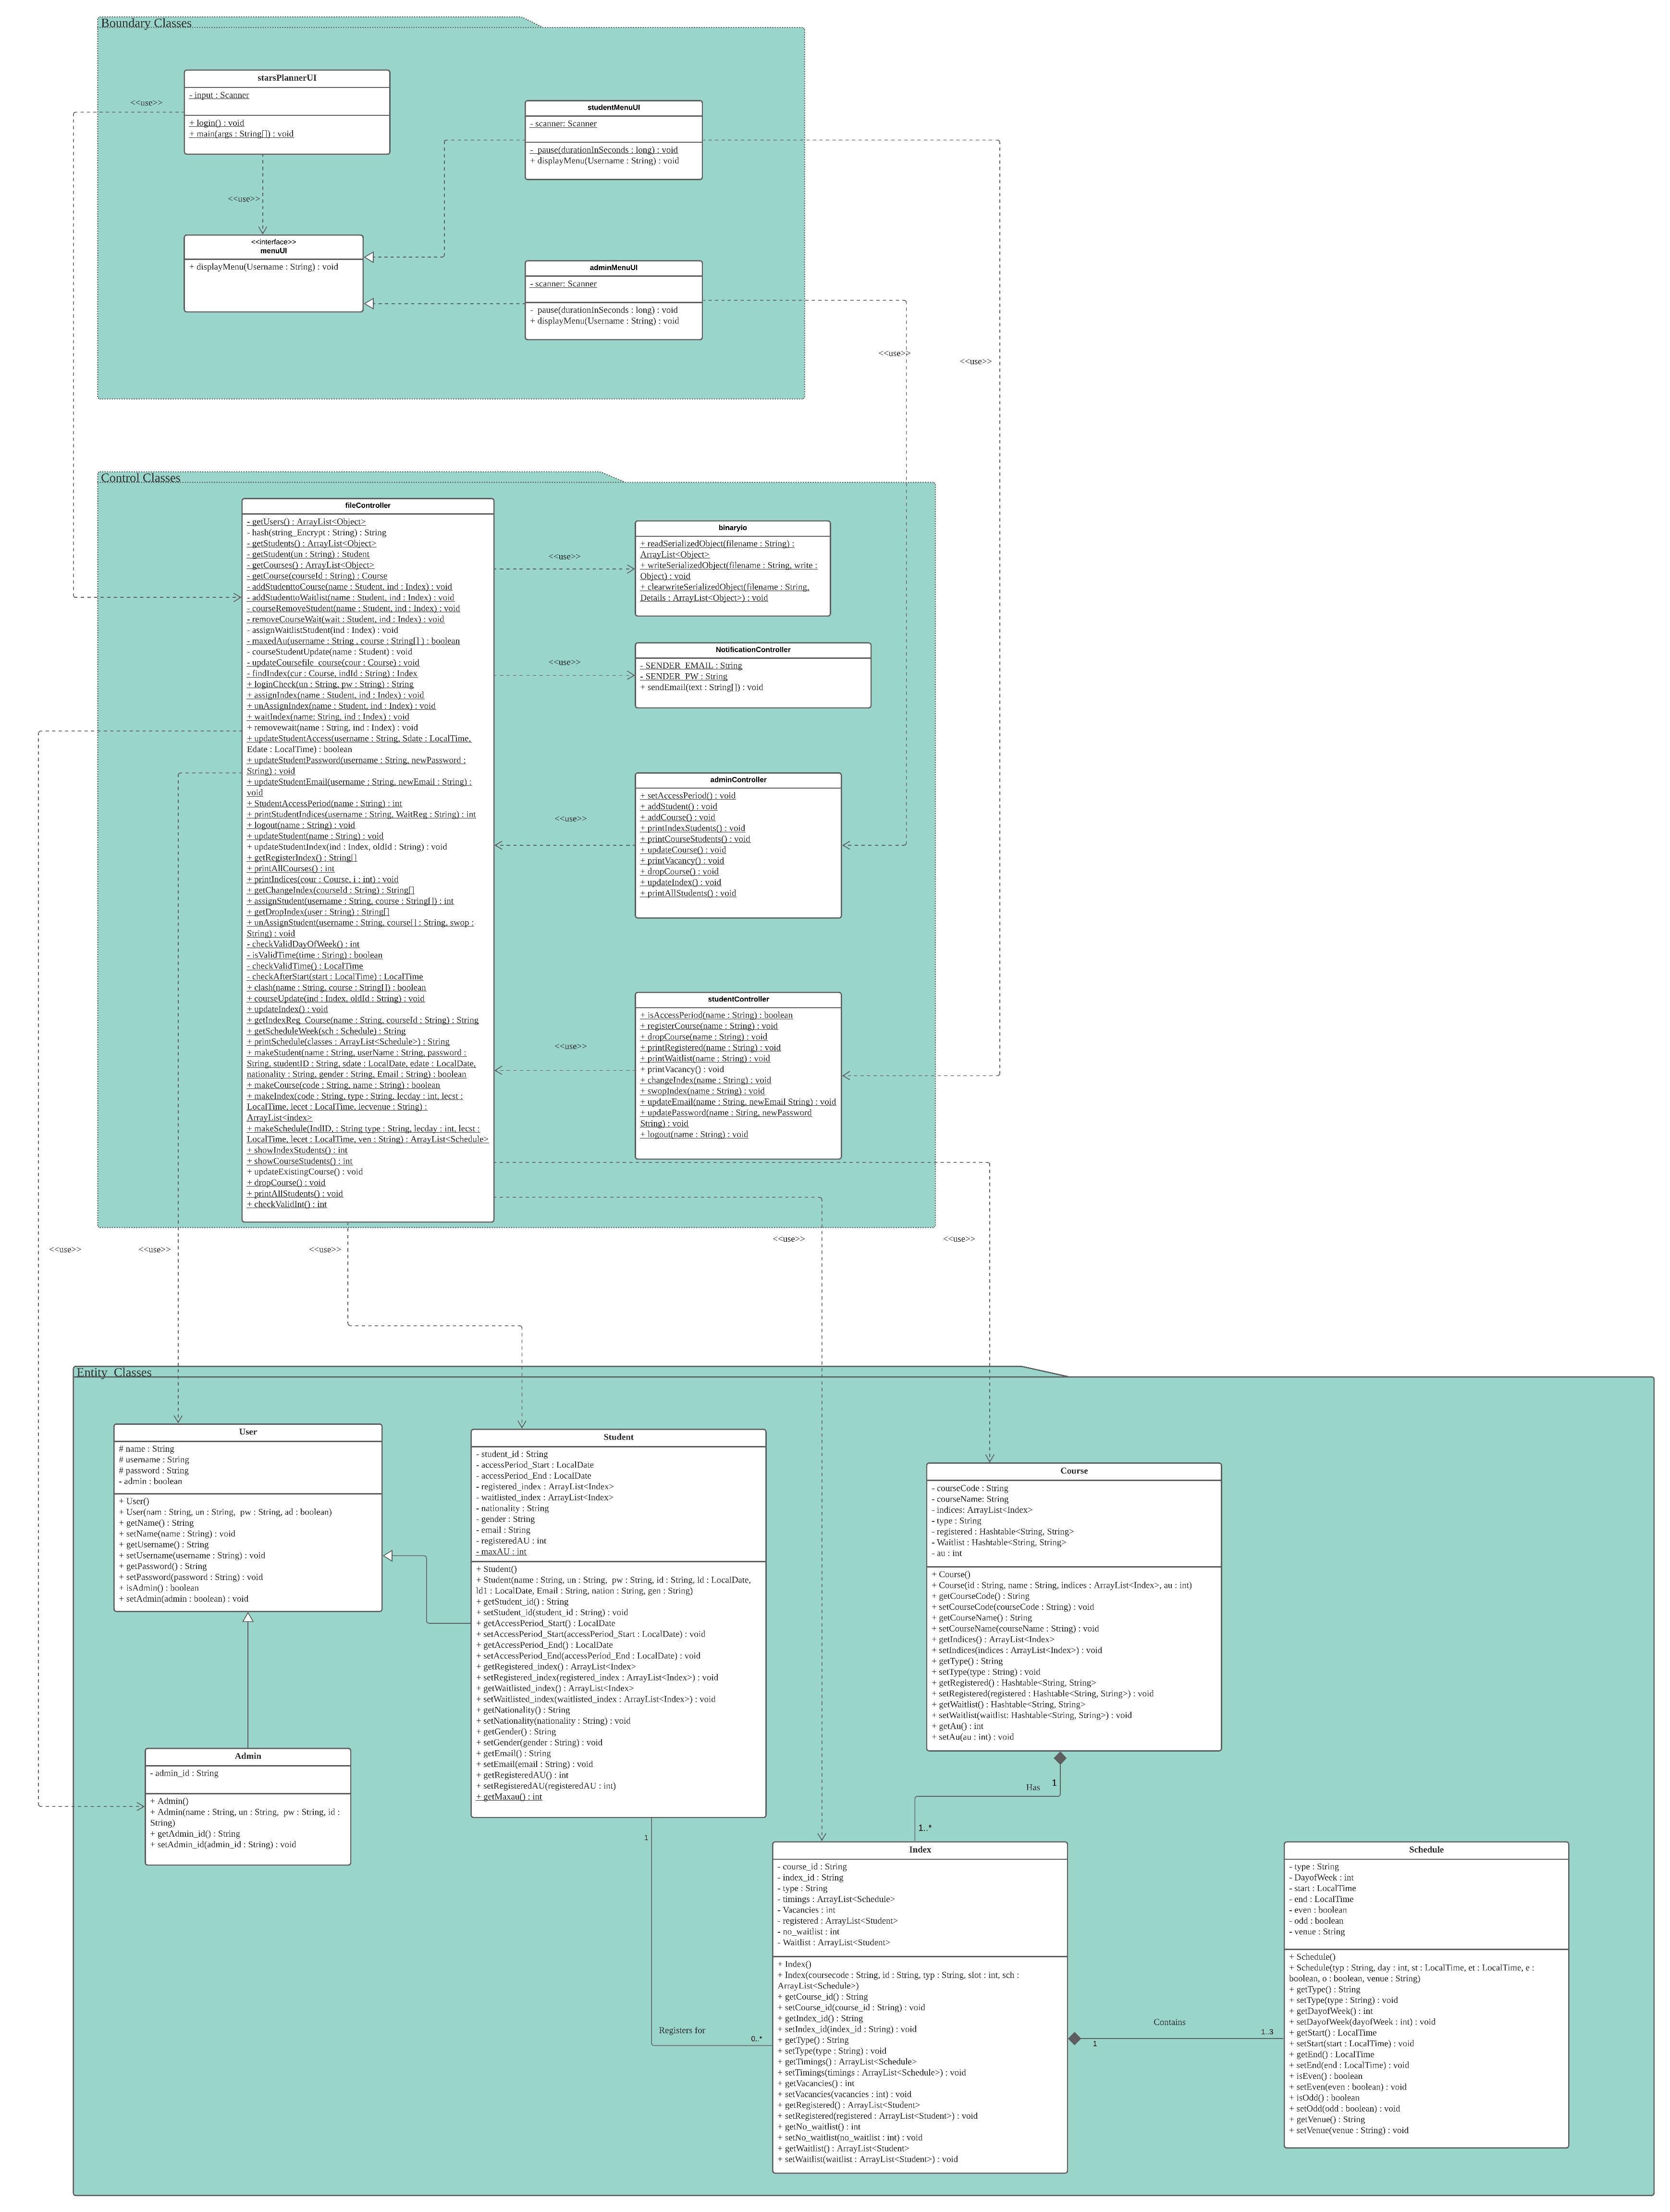 Boundary Classes
starsPlannerUI
- input : Scanner
+ login() : void
+ main(args : String[]) : void
<<use>>
<<use>>
studentMenuUI
- scanner: Scanner
- pause(durationInSeconds : long) : void
+ displayMenu(Username : String) : void
<<interface>>
menuUI
+ displayMenu(Username : String) : void
adminMenuUI
- scanner: Scanner
- pause(durationInSeconds : long) : void
+ displayMenu(Username : String) : void
<<use>>
<<use>>
Control Classes
fileController
- getUsers() : ArrayList<Object>
- hash(string_Encrypt : String) : String
- getStudents() : ArrayList<Object>
- getStudent(un : String) : Student
- getCourses() : ArrayList<Object>
- getCourse(courseId : String) : Course
- addStudenttoCourse(name : Student, ind : Index) : void
- addStudenttoWaitlist(name : Student, ind : Index) : void
- courseRemoveStudent(name : Student, ind : Index) : void
- removeCourseWait(wait : Student, ind : Index) : void
- assignWaitlistStudent(ind : Index) : void
- maxedAu(username : String , course : String[] ) : boolean
- courseStudentUpdate(name : Student) : void
- updateCoursefile_course(cour : Course) : void
- findIndex(cur : Course, indId : String) : Index
+ loginCheck(un : String, pw : String) : String
+ assignIndex(name : Student, ind : Index) : void
+ unAssignIndex(name : Student, ind : Index) : void
+ waitIndex(name: String, ind : Index) : void
+ removewait(name : String, ind : Index) : void
+ updateStudentAccess(username : String, Sdate : LocalTime,
Edate : LocalTime) : boolean
+ updateStudentPassword(username : String, newPassword :
String) : void
+ updateStudentEmail(username : String, newEmail : String) :
void
+ StudentAccessPeriod(name : String) : int
+ printStudentIndices(username : String, WaitReg : String) : int
+ logout(name : String) : void
+ updateStudent(name : String) : void
+ updateStudentIndex(ind : Index, oldId : String) : void
+ getRegisterIndex() : String[]
+ printAllCourses() : int
+ printIndices(cour : Course, i : int) : void
+ getChangeIndex(courseId : String) : String[]
+ assignStudent(username : String, course : String[]) : int
+ getDropIndex(user : String) : String[]
+ unAssignStudent(username : String, course[] : String, swop :
String) : void
- checkValidDayOfWeek() : int
- isValidTime(time : String) : boolean
- checkValidTime() : LocalTime
- checkAfterStart(start : LocalTime) : LocalTime
+ clash(name : String, course : String[]) : boolean
+ courseUpdate(ind : Index, oldId : String) : void
+ updateIndex() : void
+ getIndexReg_Course(name : String, courseId : String) : String
+ getScheduleWeek(sch : Schedule) : String
+ printSchedule(classes : ArrayList<Schedule>) : String
+ makeStudent(name : String, userName : String, password :
String, studentID : String, sdate : LocalDate, edate : LocalDate,
nationality : String, gender : String, Email : String) : boolean
+ makeCourse(code : String, name : String) : boolean
+ makeIndex(code : String, type : String, lecday : int, lecst :
LocalTime, lecet : LocalTime, lecvenue : String) :
ArrayList<index>
+ makeSchedule(IndID, : String type : String, lecday : int, lecst :
LocalTime, lecet : LocalTime, ven : String) : ArrayList<Schedule>
+ showIndexStudents() : int
+ showCourseStudents() : int
+ updateExistingCourse() : void
+ dropCourse() : void
+ printAllStudents() : void
+ checkValidInt() : int
<<use>>
binaryio
+ readSerializedObject(filename : String) :
ArrayList<Object>
+ writeSerializedObject(filename : String, write :
Object) : void
+ clearwriteSerializedObject(filename : String,
Details : ArrayList<Object>) : void
<<use>>
NotificationController
- SENDER_EMAIL : String
- SENDER_PW : String
+ sendEmail(text : String[]) : void
<<use>>
adminController
+ setAccessPeriod() : void
+ addStudent() : void
+ addCourse() : void
+ printIndexStudents() : void
+ printCourseStudents() : void
+ updateCourse() : void
+ printVacancy() : void
+ dropCourse() : void
+ updateIndex() : void
+ printAllStudents() : void
<<use>>
studentController
+ isAccessPeriod(name : String) : boolean
+ registerCourse(name : String) : void
+ dropCourse(name : String) : void
+ printRegistered(name : String) : void
+ printWaitlist(name : String) : void
+ printVacancy() : void
+ changeIndex(name : String) : void
+ swopIndex(name : String) : void
+ updateEmail(name : String, newEmail String) : void
+ updatePassword(name : String, newPassword
String) : void
+ logout(name : String) : void
<<use>>
<<use>>
<<use>>
<<use>>
<<use>>
Entity Classes
User
# name : String
# username : String
# password : String
- admin : boolean
+ User()
+ User(nam : String, un : String, pw : String, ad : boolean)
+ getName() : String
+ setName(name : String) : void
+ getUsername() : String
+ setUsername(username : String) : void
+ getPassword() : String
+ setPassword(password : String) : void
+ isAdmin() : boolean
+ setAdmin(admin : boolean) : void
Student
- student_id : String
- accessPeriod_Start : LocalDate
- accessPeriod_End : LocalDate
- registered_index : ArrayList<Index>
- waitlisted_index : ArrayList<Index>
- nationality : String
- gender : String
- email : String
- registeredAU : int
- maxAU : int
+ Student()
+ Student(name : String, un : String, pw : String, id : String, ld : LocalDate,
ld1 : LocalDate, Email : String, nation : String, gen : String)
+ getStudent_id() : String
+ setStudent_id(student_id : String) : void
+ getAccessPeriod_Start() : LocalDate
+ setAccessPeriod_Start(accessPeriod_Start : LocalDate) : void
+ getAccessPeriod_End() : LocalDate
+ setAccessPeriod_End(accessPeriod_End : LocalDate) : void
+ getRegistered_index() : ArrayList<Index>
+ setRegistered_index(registered_index : ArrayList<Index>) : void
+ getWaitlisted_index() : ArrayList<Index>
+ setWaitlisted_index(waitlisted_index : ArrayList<Index>) : void
+ getNationality() : String
+ setNationality(nationality : String) : void
+ getGender() : String
+ setGender(gender : String) : void
+ getEmail() : String
+ setEmail(email : String) : void
+ getRegisteredAU() : int
+ setRegisteredAU(registeredAU : int)
+ getMaxau() : int
Course
- courseCode : String
- courseName: String
- indices: ArrayList<Index>
- type : String
- registered : Hashtable<String, String>
- Waitlist : Hashtable<String, String>
- au : int
+ Course()
+ Course(id : String, name : String, indices : ArrayList<Index>, au : int)
+ getCourseCode() : String
+ setCourseCode(courseCode : String) : void
+ getCourseName() : String
+ setCourseName(courseName : String) : void
+ getIndices() : ArrayList<Index>
+ setIndices(indices : ArrayList<Index>) : void
+ getType() : String
+ setType(type : String) : void
+ getRegistered() : Hashtable<String, String>
+ setRegistered(registered : Hashtable<String, String>) : void
+ getWaitlist() : Hashtable<String, String>
+ setWaitlist(waitlist: Hashtable<String, String>) : void
+ getAu() : int
+ setAu(au : int) : void
Admin
- admin_id : String
+ Admin()
+ Admin(name : String, un : String, pw : String, id :
String)
+ getAdmin_id() : String
+ setAdmin_id(admin_id : String) : void
Has
1
1..*
1
Registers for
0..*
Index
- course_id : String
- index_id : String
- type : String
- timings : ArrayList<Schedule>
- Vacancies : int
- registered : ArrayList<Student>
- no_waitlist : int
- Waitlist : ArrayList<Student>
+ Index()
+ Index(coursecode : String, id : String, typ : String, slot : int, sch :
ArrayList<Schedule>)
+ getCourse_id() : String
+ setCourse_id(course_id : String) : void
+ getIndex_id() : String
+ setIndex_id(index_id : String) : void
+ getType() : String
+ setType(type : String) : void
+ getTimings() : ArrayList<Schedule>
+ setTimings(timings : ArrayList<Schedule>) : void
+ getVacancies() : int
+ setVacancies(vacancies : int) : void
+ getRegistered() : ArrayList<Student>
+ setRegistered(registered : ArrayList<Student>) : void
+ getNo_waitlist() : int
+ setNo_waitlist(no_waitlist : int) : void
+ getWaitlist() : ArrayList<Student>
+ setWaitlist(waitlist : ArrayList<Student>) : void
Contains
1
1..3
Schedule
- type : String
- DayofWeek : int
- start : LocalTime
- end : LocalTime
- even : boolean
- odd : boolean
- venue : String
+ Schedule()
+ Schedule(typ : String, day : int, st : LocalTime, et : LocalTime, e :
boolean, o : boolean, venue : String)
+ getType() : String
+ setType(type : String) : void
+ getDayofWeek() : int
+ setDayofWeek(dayofWeek : int) : void
+ getStart() : LocalTime
+ setStart(start : LocalTime) : void
+ getEnd() : LocalTime
+ setEnd(end : LocalTime) : void
+ isEven() : boolean
+ setEven(even : boolean) : void
+ isOdd() : boolean
+ setOdd(odd : boolean) : void
+ getVenue() : String
+ setVenue(venue : String) : void